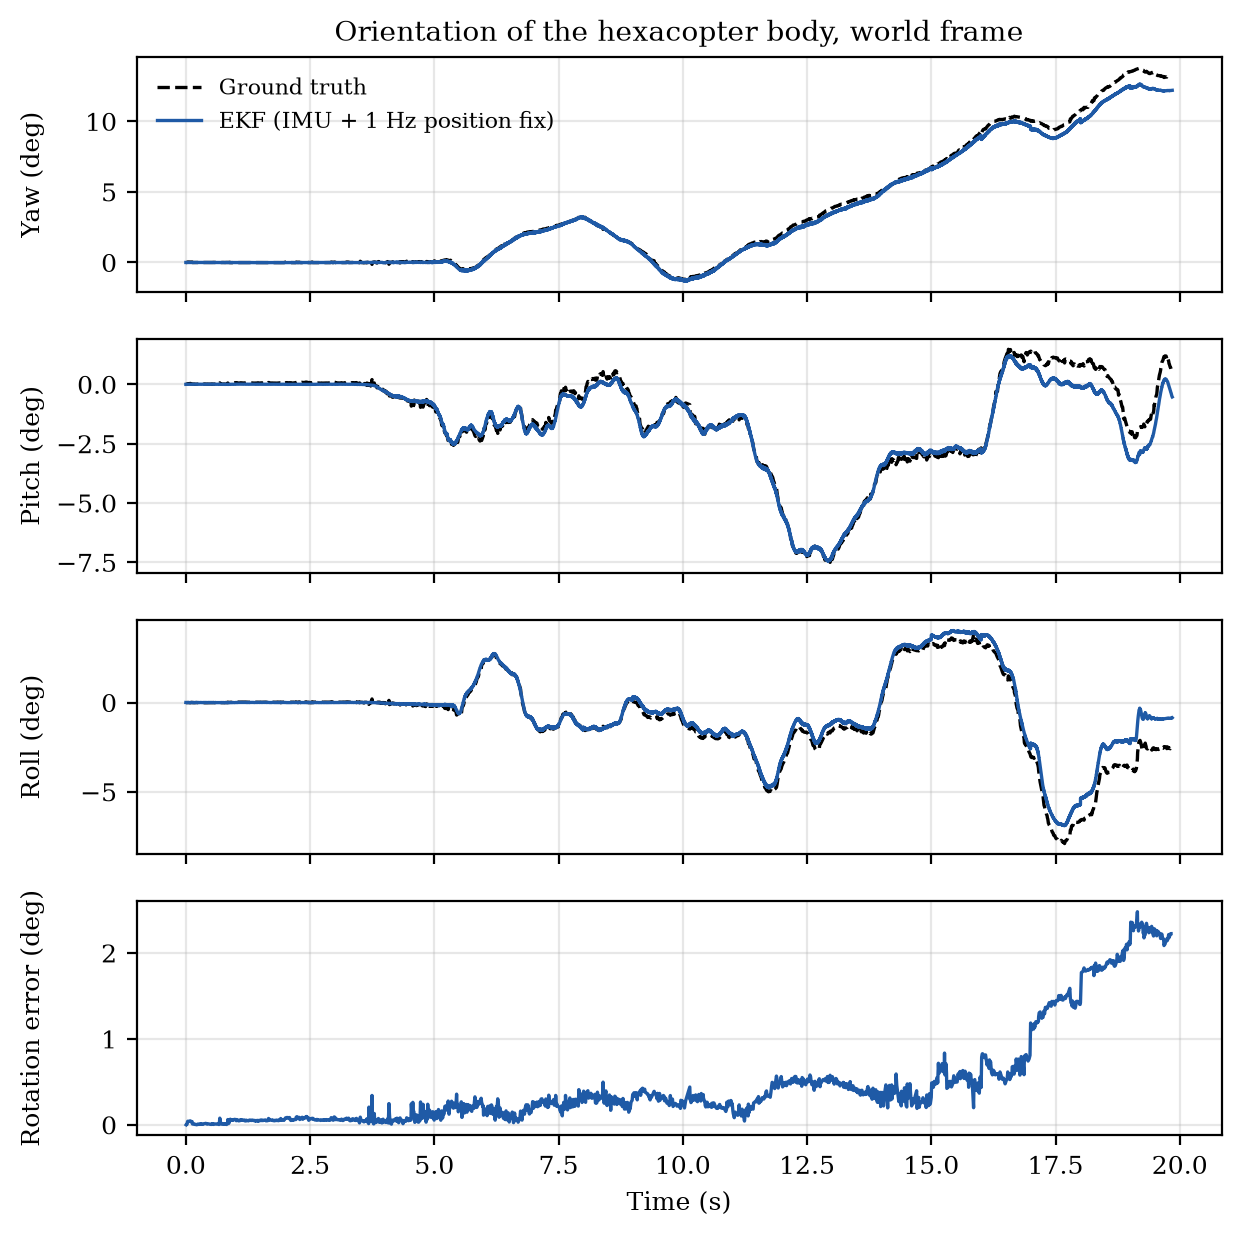 Orientation of the hexacopter body, world frame
Ground truth
EKF (IMU + 1 Hz position fix)
Yaw (deg)
10
5
0
Pitch (deg)
0.0
−2.5
−5.0
−7.5
Roll (deg)
0
−5
Rotation error (deg)
2
1
0
0.0 2.5 5.0 7.5 10.0 12.5 15.0 17.5 20.0
Time (s)